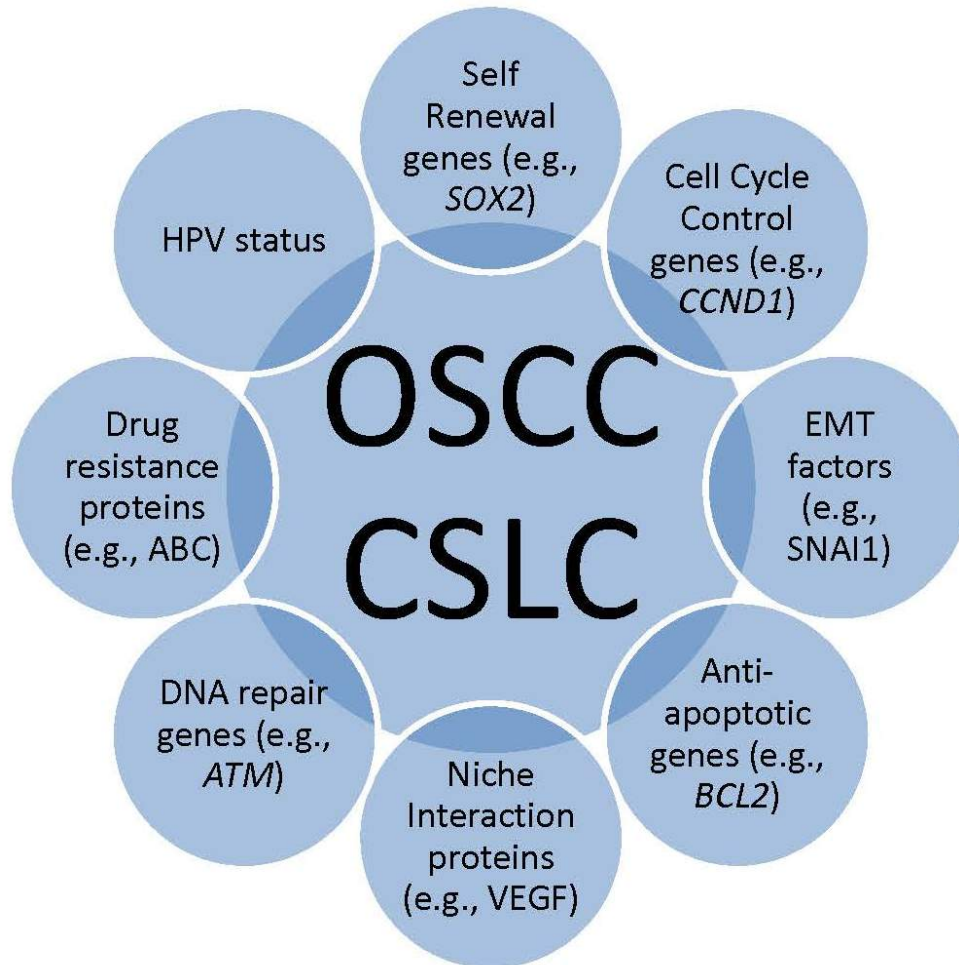 Self
Renewal
genes (e.g.,
SOX2)
Cell Cycle
Control
genes (e.g.,
CCND1)
EMT
factors
(e.g.,
SNAI1)
Anti-
apoptotic
genes (e.g.,
BCL2)
Niche
Interaction
proteins
(e.g., VEGF)
DNA repair
genes (e.g.,
ATM)
Drug
resistance
proteins
(e.g., ABC)
HPV status
OSCC
CSLC